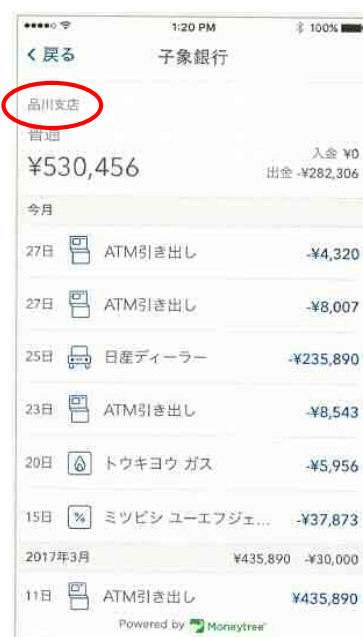 1:20 PM 100%
戻る 子象銀行
品川支店
普通
¥530,456
入金 ¥0
出金 -¥282,306
今月
27日 ATM引き出し -¥4,320
27日 ATM引き出し -¥8,007
25日 日産ディーラー -¥235,890
23日 ATM引き出し -¥8,543
20日 トウキヨウ ガス -¥5,956
15日 % ミツビシ ユーエフジェ... -¥37,873
2017年3月 ¥435,890 -¥30,000
11日 ATM引き出し ¥435,890
Powered by Moneytree